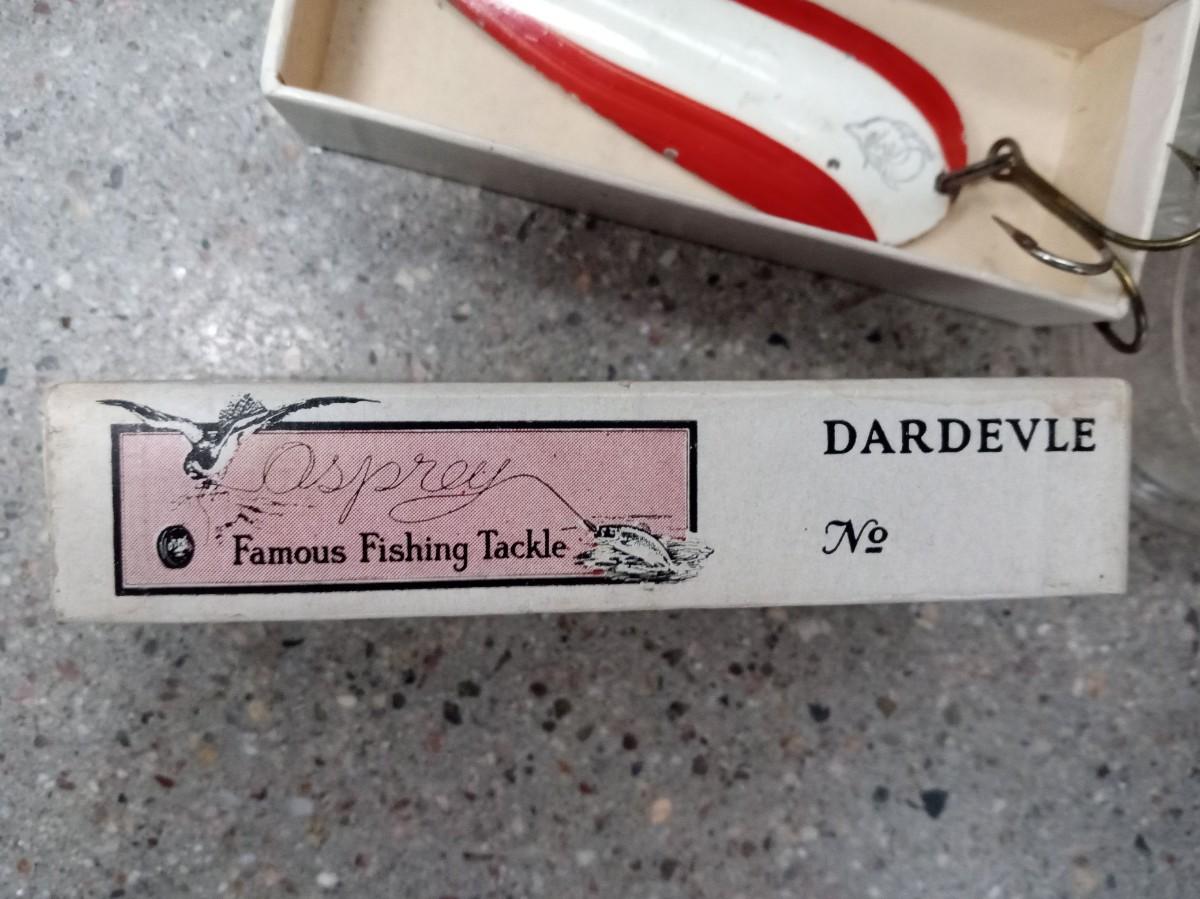 Osprey
Famous Fishing Tackle
DARDEVLE
No